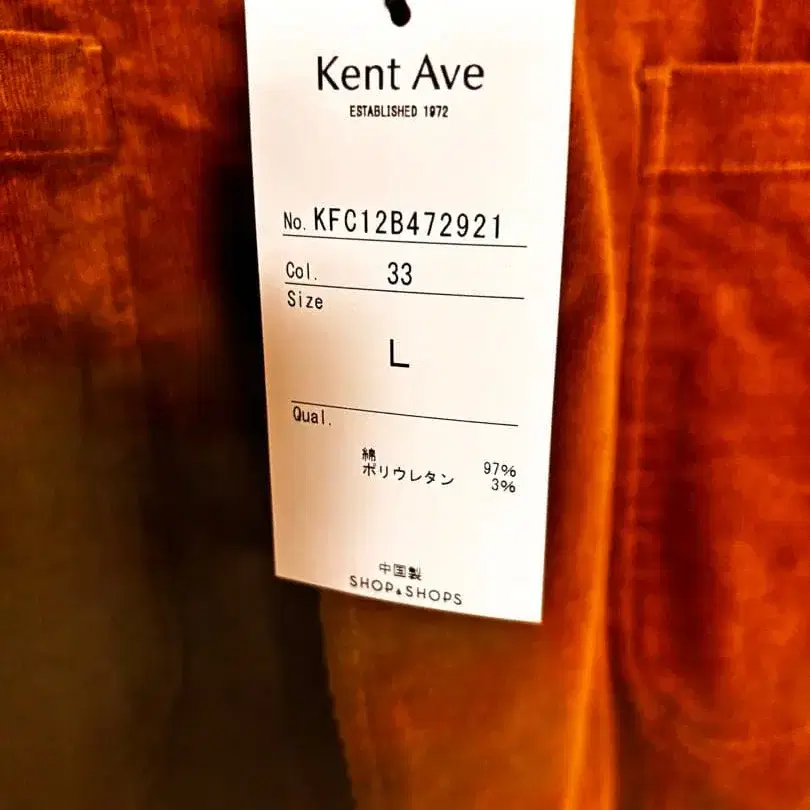 Kent Ave
ESTABLISHED 1972
No. KFC12B472921
Col. 33
Size
L
Qual.
綿 97%
ポリウレタン 3%
中国製
SHOP&SHOPS